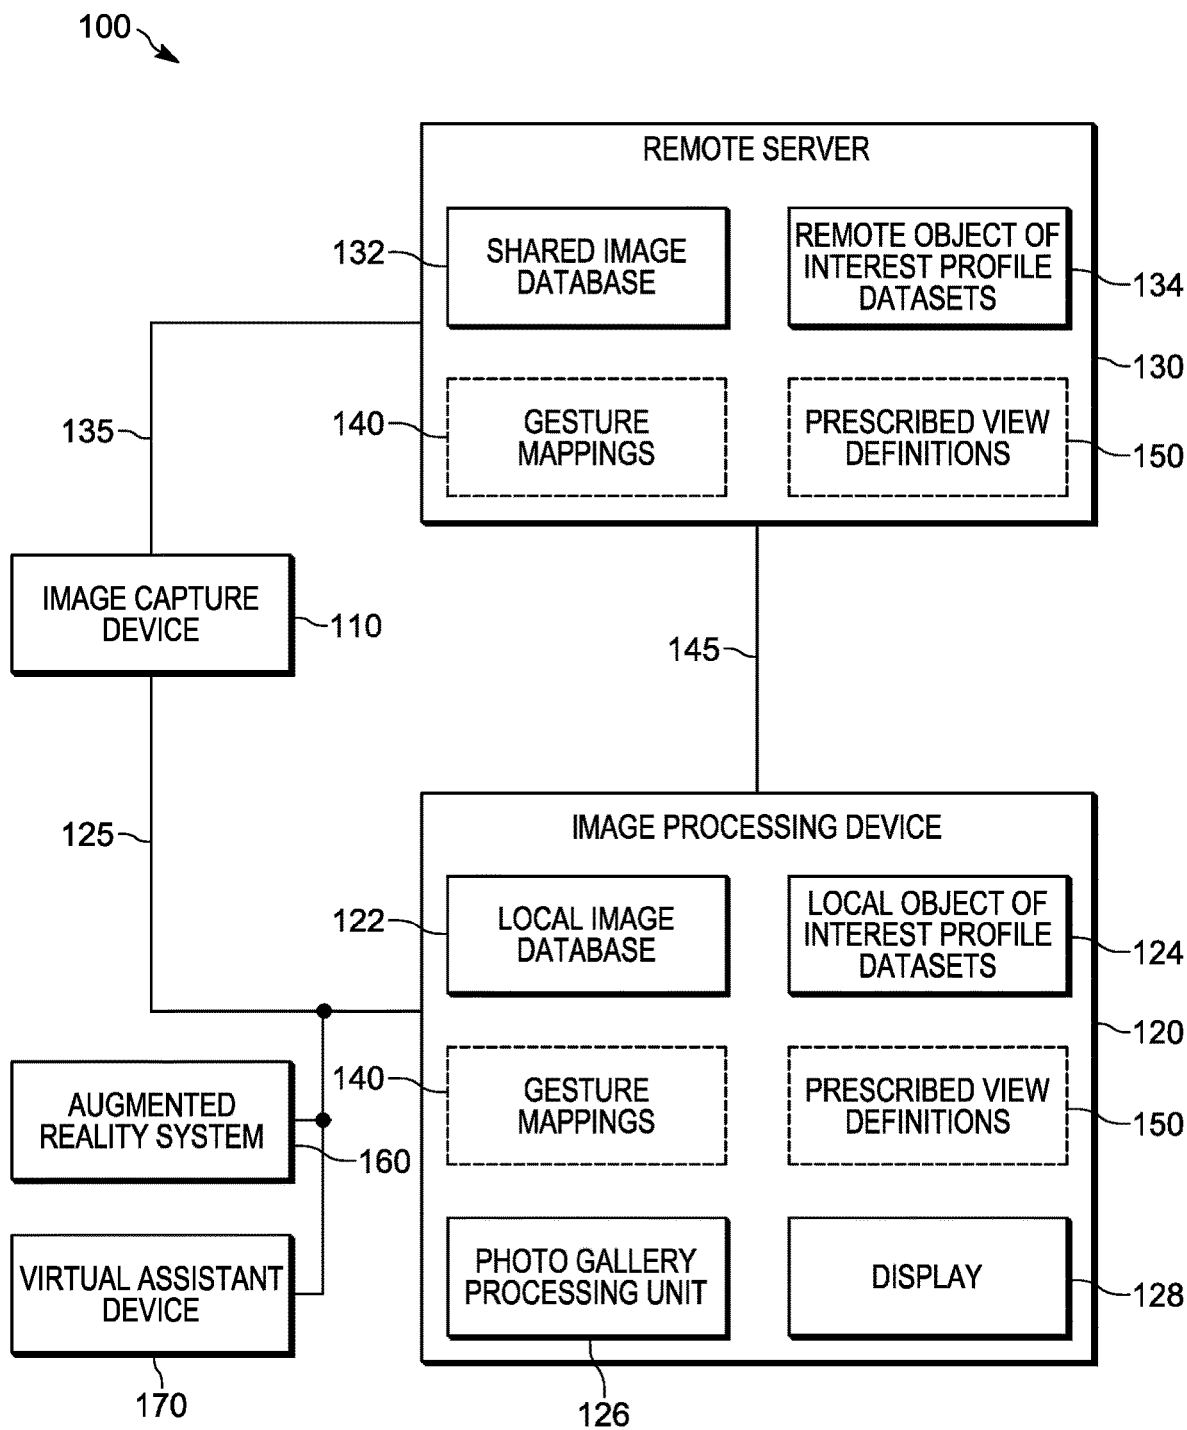 100
REMOTE SERVER
132
SHARED IMAGE
DATABASE
REMOTE OBJECT OF
INTEREST PROFILE
DATASETS
134
130
135
140
GESTURE
MAPPINGS
PRESCRIBED VIEW
DEFINITIONS
150
IMAGE CAPTURE
DEVICE
110
145
125
IMAGE PROCESSING DEVICE
122
LOCAL IMAGE
DATABASE
LOCAL OBJECT OF
INTEREST PROFILE
DATASETS
124
120
140
GESTURE
MAPPINGS
PRESCRIBED VIEW
DEFINITIONS
150
AUGMENTED
REALITY SYSTEM
160
VIRTUAL ASSISTANT
DEVICE
170
PHOTO GALLERY
PROCESSING UNIT
126
DISPLAY
128